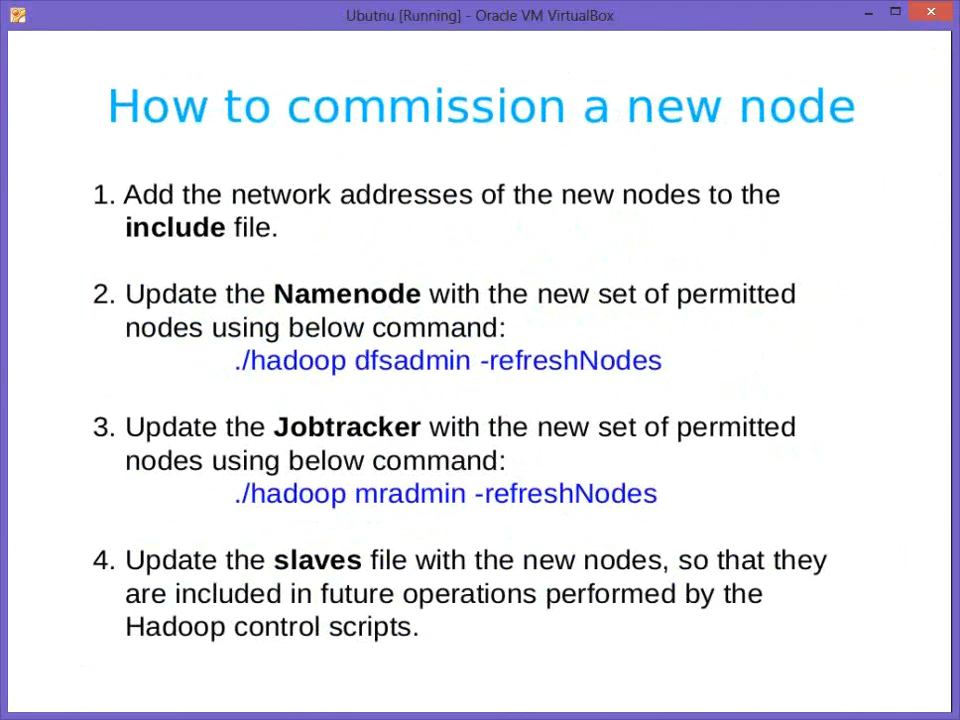 Ubutnu [Running] - Oracle VM VirtualBox
How to commission a new node
1. Add the network addresses of the new nodes to the
include file.
2. Update the Namenode with the new set of permitted
nodes using below command:
./hadoop dfsadmin -refreshNodes
3. Update the Jobtracker with the new set of permitted
nodes using below command:
./hadoop mradmin -refreshNodes
4. Update the slaves file with the new nodes, so that they
are included in future operations performed by the
Hadoop control scripts.